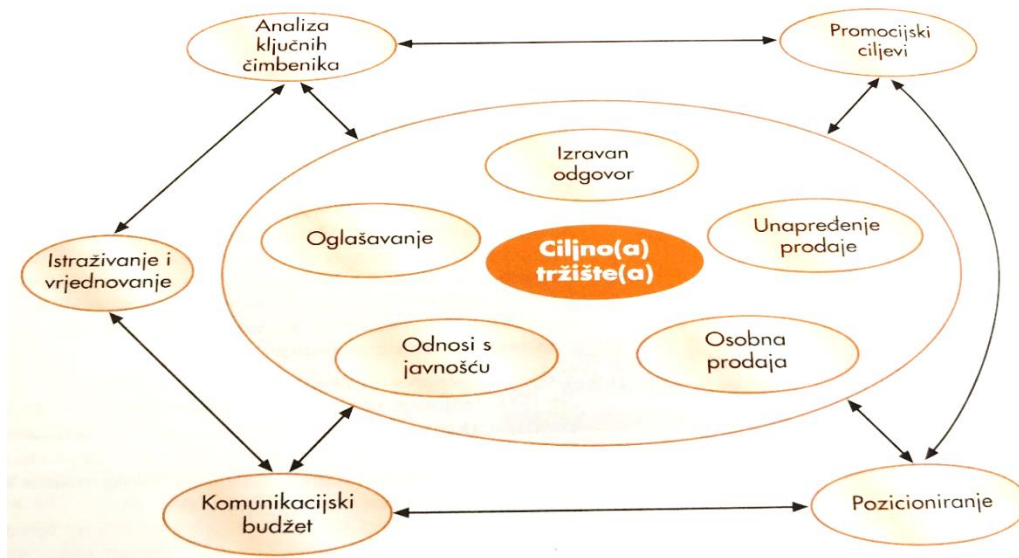 Analiza
ključnih
čimbenika
Promocijski
ciljevi
Izravan
odgovor
Oglašavanje
Unapređenje
prodaje
Ciljno(a)
tržište(a)
Istraživanje i
vrjednovanje
Odnosi s
javnošću
Osobna
prodaja
Komunikacijski
budžet
Pozicioniranje